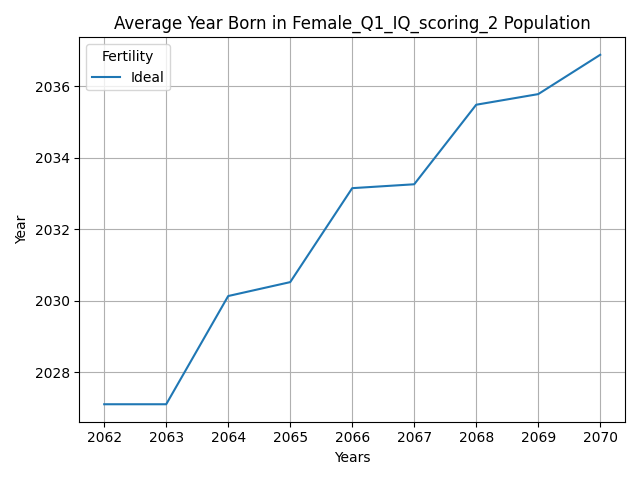 Average Year Born in Female_Q1_IQ_scoring_2 Population
Fertility
Ideal
Year
2036
2034
2032
2030
2028
2062 2063 2064 2065 2066 2067 2068 2069 2070
Years